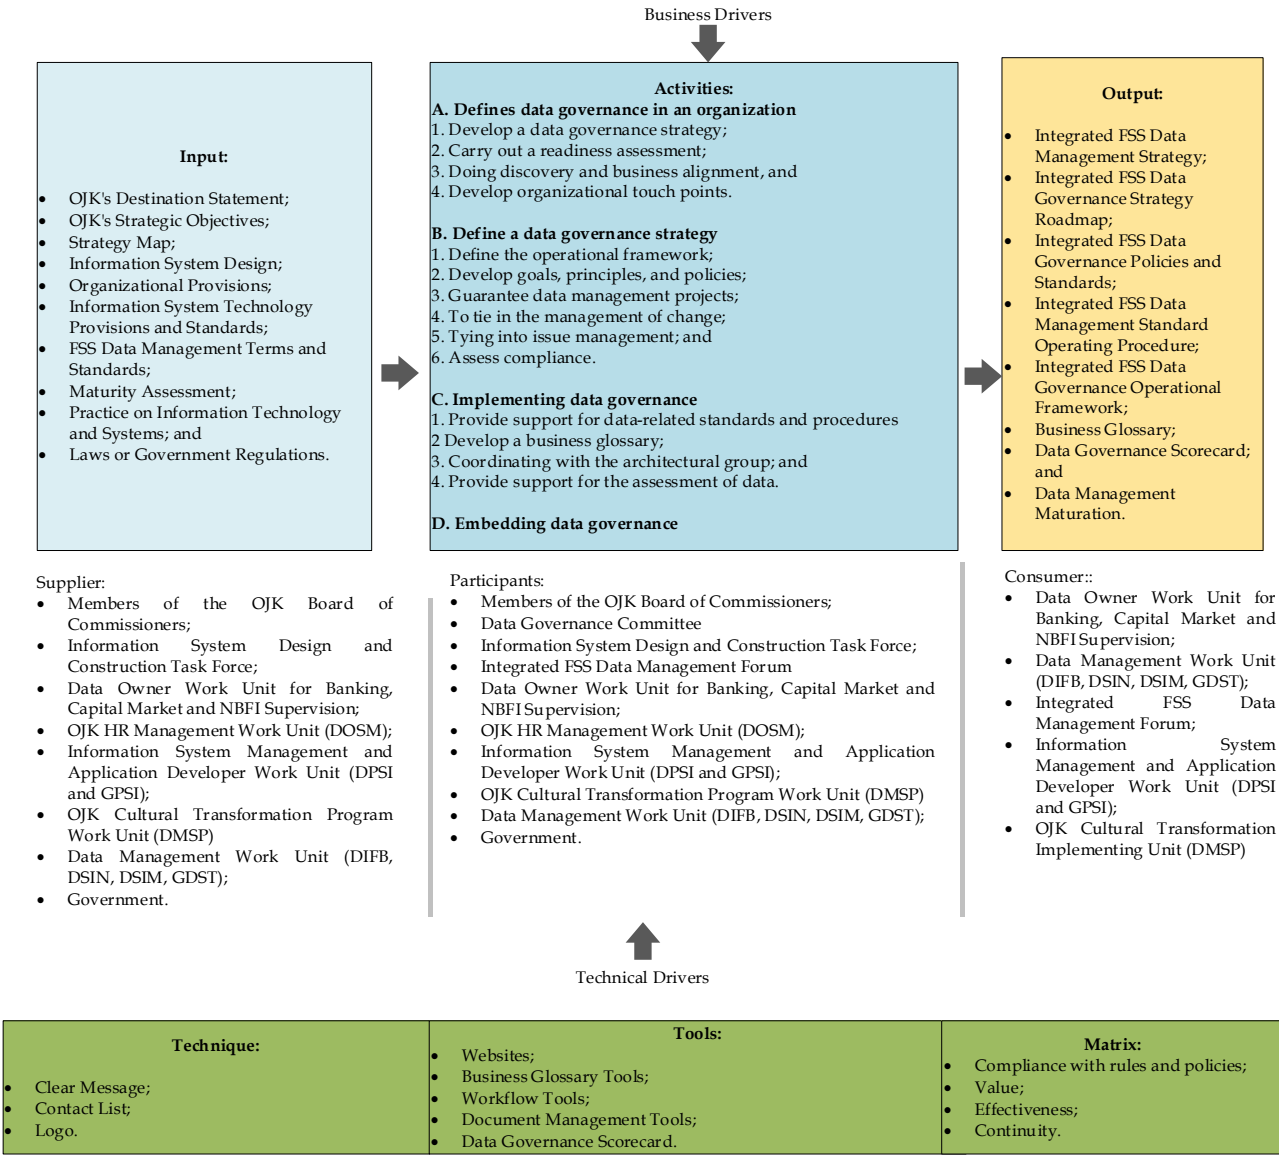 Business Drivers
Input:
• OJK's Destination Statement;
• OJK's Strategic Objectives;
• Strategy Map;
• Information System Design;
• Organizational Provisions;
• Information System Technology
Provisions and Standards;
• FSS Data Management Terms and
Standards;
• Maturity Assessment;
• Practice on Information Technology
and Systems; and
• Laws or Government Regulations.
Activities:
A. Defines data governance in an organization
1. Develop a data governance strategy;
2. Carry out a readiness assessment;
3. Doing discovery and business alignment, and
4. Develop organizational touch points.
B. Define a data governance strategy
1. Define the operational framework;
2. Develop goals, principles, and policies;
3. Guarantee data management projects;
4. To tie in the management of change;
5. Tying into issue management; and
6. Assess compliance.
C. Implementing data governance
1. Provide support for data-related standards and procedures
2 Develop a business glossary;
3. Coordinating with the architectural group; and
4. Provide support for the assessment of data.
D. Embedding data governance
Output:
• Integrated FSS Data
Management Strategy;
• Integrated FSS Data
Governance Strategy
Roadmap;
• Integrated FSS Data
Governance Policies and
Standards;
• Integrated FSS Data
Management Standard
Operating Procedure;
• Integrated FSS Data
Governance Operational
Framework;
• Business Glossary;
• Data Governance Scorecard;
and
• Data Management
Maturation.
Supplier:
• Members of the OJK Board of
Commissioners;
• Information System Design and
Construction Task Force;
• Data Owner Work Unit for Banking,
Capital Market and NBFI Supervision;
• OJK HR Management Work Unit (DOSM);
• Information System Management and
Application Developer Work Unit (DPSI
and GPSI);
• OJK Cultural Transformation Program
Work Unit (DMSP)
• Data Management Work Unit (DIFB,
DSIN, DSIM, GDST);
• Government.
Participants:
• Members of the OJK Board of Commissioners;
• Data Governance Committee
• Information System Design and Construction Task Force;
• Integrated FSS Data Management Forum
• Data Owner Work Unit for Banking, Capital Market and
NBFI Supervision;
• OJK HR Management Work Unit (DOSM);
• Information System Management and Application
Developer Work Unit (DPSI and GPSI);
• OJK Cultural Transformation Program Work Unit (DMSP)
• Data Management Work Unit (DIFB, DSIN, DSIM, GDST);
• Government.
Consumer::
• Data Owner Work Unit for
Banking, Capital Market and
NBFI Supervision;
• Data Management Work Unit
(DIFB, DSIN, DSIM, GDST);
• Integrated FSS Data
Management Forum;
• Information System
Management and Application
Developer Work Unit (DPSI
and GPSI);
• OJK Cultural Transformation
Implementing Unit (DMSP)
Technical Drivers
Technique:
• Clear Message;
• Contact List;
• Logo.
Tools:
• Websites;
• Business Glossary Tools;
• Workflow Tools;
• Document Management Tools;
• Data Governance Scorecard.
Matrix:
• Compliance with rules and policies;
• Value;
• Effectiveness;
• Continuity.